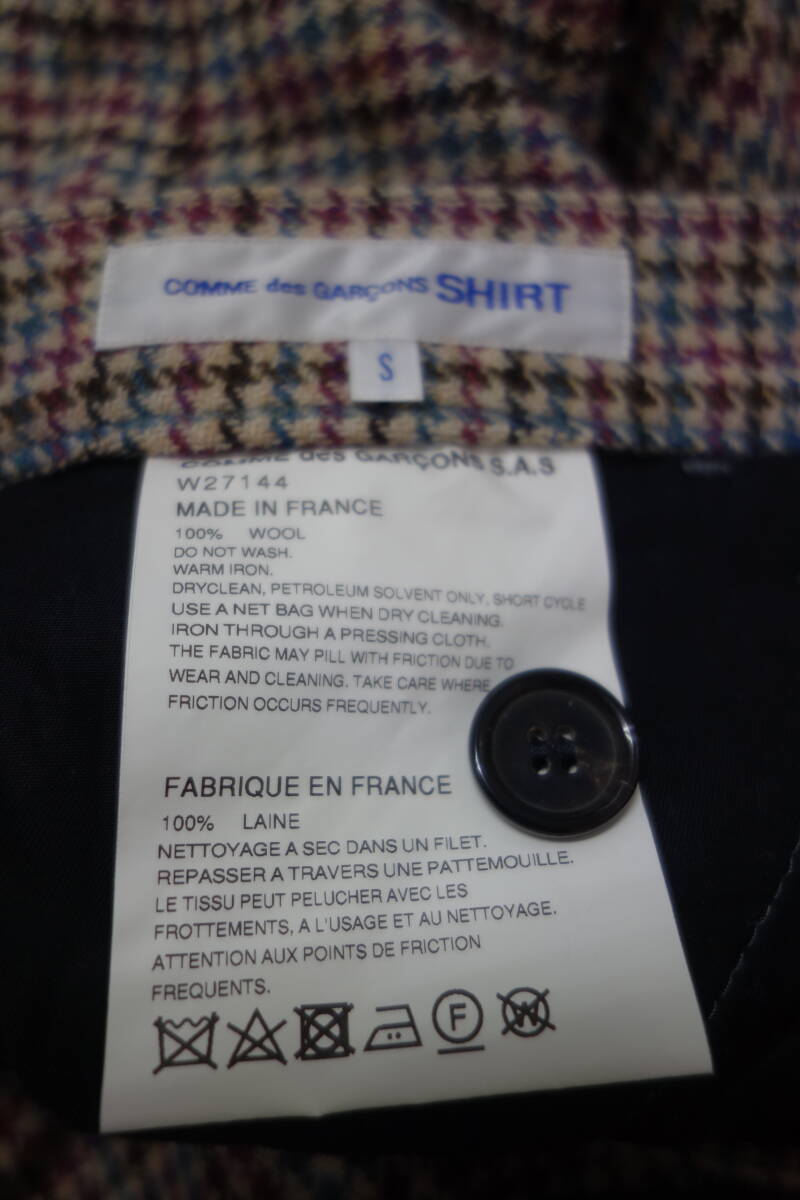 COMME des GARÇONS SHIRT
S
COMME des GARÇONS S.A.S
W27144
MADE IN FRANCE
100% WOOL
DO NOT WASH.
WARM IRON.
DRYCLEAN, PETROLEUM SOLVENT ONLY, SHORT CYCLE
USE A NET BAG WHEN DRY CLEANING.
IRON THROUGH A PRESSING CLOTH.
THE FABRIC MAY PILL WITH FRICTION DUE TO
WEAR AND CLEANING. TAKE CARE WHERE
FRICTION OCCURS FREQUENTLY.
FABRIQUE EN FRANCE
100% LAINE
NETTOYAGE A SEC DANS UN FILET.
REPASSER A TRAVERS UNE PATTEMOUILLE.
LE TISSU PEUT PELUCHER AVEC LES
FROTTEMENTS, A L'USAGE ET AU NETTOYAGE.
ATTENTION AUX POINTS DE FRICTION
FREQUENTS.
F W